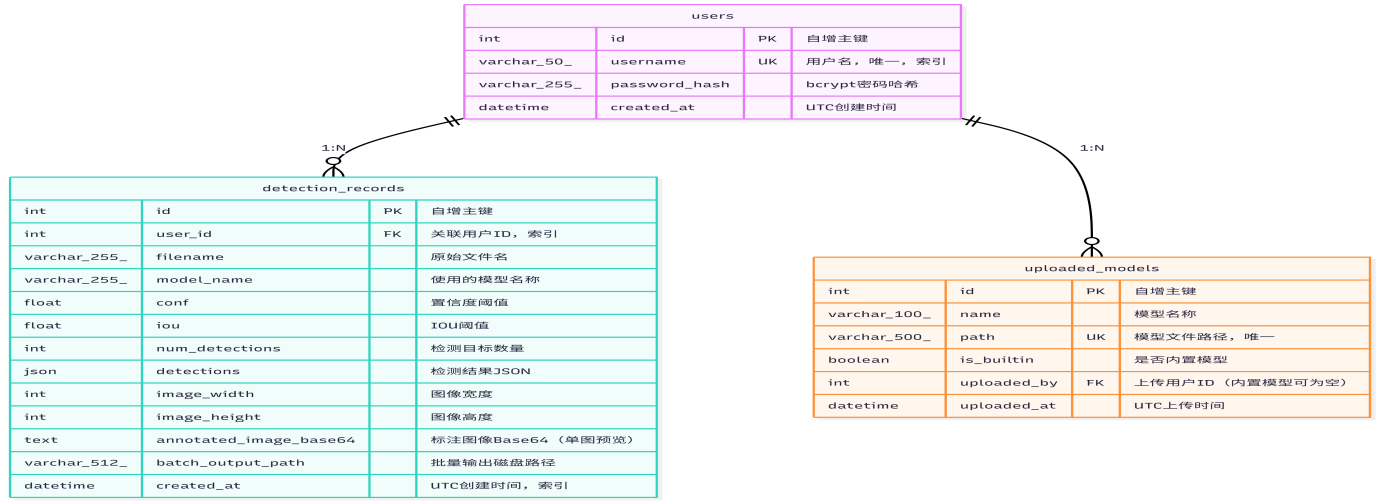 users
int id PK 自增主键
varchar_50_ username UK 用户名，唯一，索引
varchar_255_ password_hash bcrypt密码哈希
datetime created_at UTC创建时间
1:N
1:N
detection_records
int id PK 自增主键
int user_id FK 关联用户ID，索引
varchar_255_ filename 原始文件名
varchar_255_ model_name 使用的模型名称
float conf 置信度阈值
float iou IOU阈值
int num_detections 检测目标数量
json detections 检测结果JSON
int image_width 图像宽度
int image_height 图像高度
text annotated_image_base64 标注图像Base64（单图预览）
varchar_512_ batch_output_path 批量输出磁盘路径
datetime created_at UTC创建时间，索引
uploaded_models
int id PK 自增主键
varchar_100_ name 模型名称
varchar_500_ path UK 模型文件路径，唯一
boolean is_builtin 是否内置模型
int uploaded_by FK 上传用户ID（内置模型可为空）
datetime uploaded_at UTC上传时间